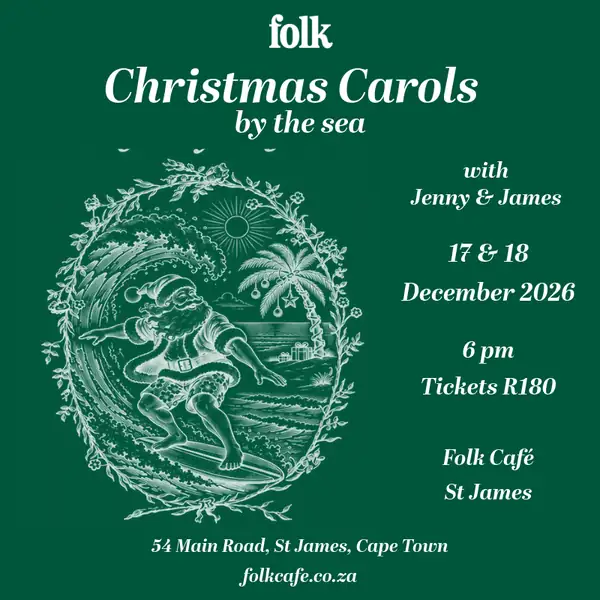 folk
Christmas Carols
by the sea
with
Jenny & James
17 & 18
December 2026
6 pm
Tickets R180
Folk Café
St James
54 Main Road, St James, Cape Town
folkcafe.co.za